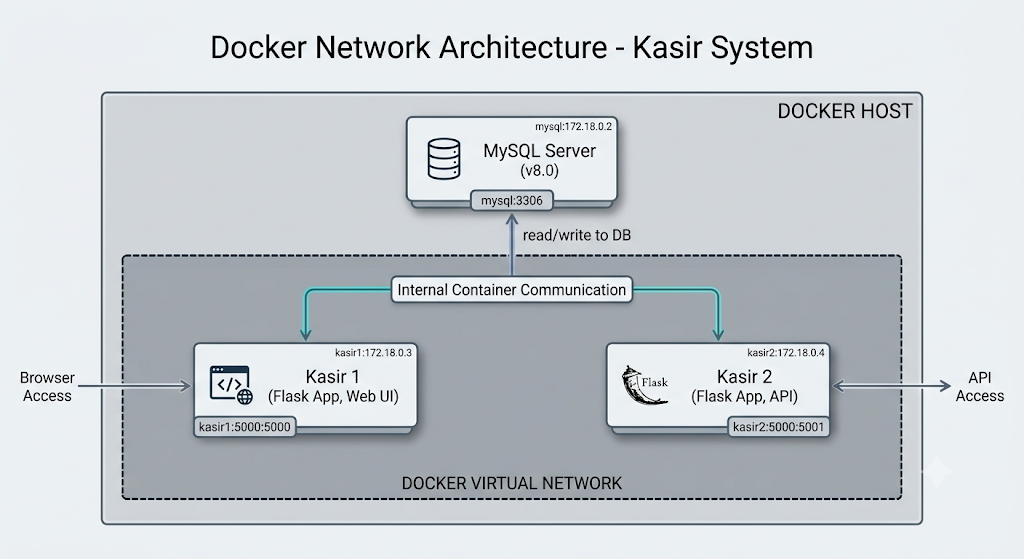 Docker Network Architecture - Kasir System
DOCKER HOST
mysql:172.18.0.2
MySQL Server
(v8.0)
mysql:3306
read/write to DB
Internal Container Communication
kasir1:172.18.0.3
</>
Kasir 1
(Flask App, Web UI)
kasir1:5000:5000
Browser
Access
kasir2:172.18.0.4
Flask
Kasir 2
(Flask App, API)
kasir2:5000:5001
API
Access
DOCKER VIRTUAL NETWORK